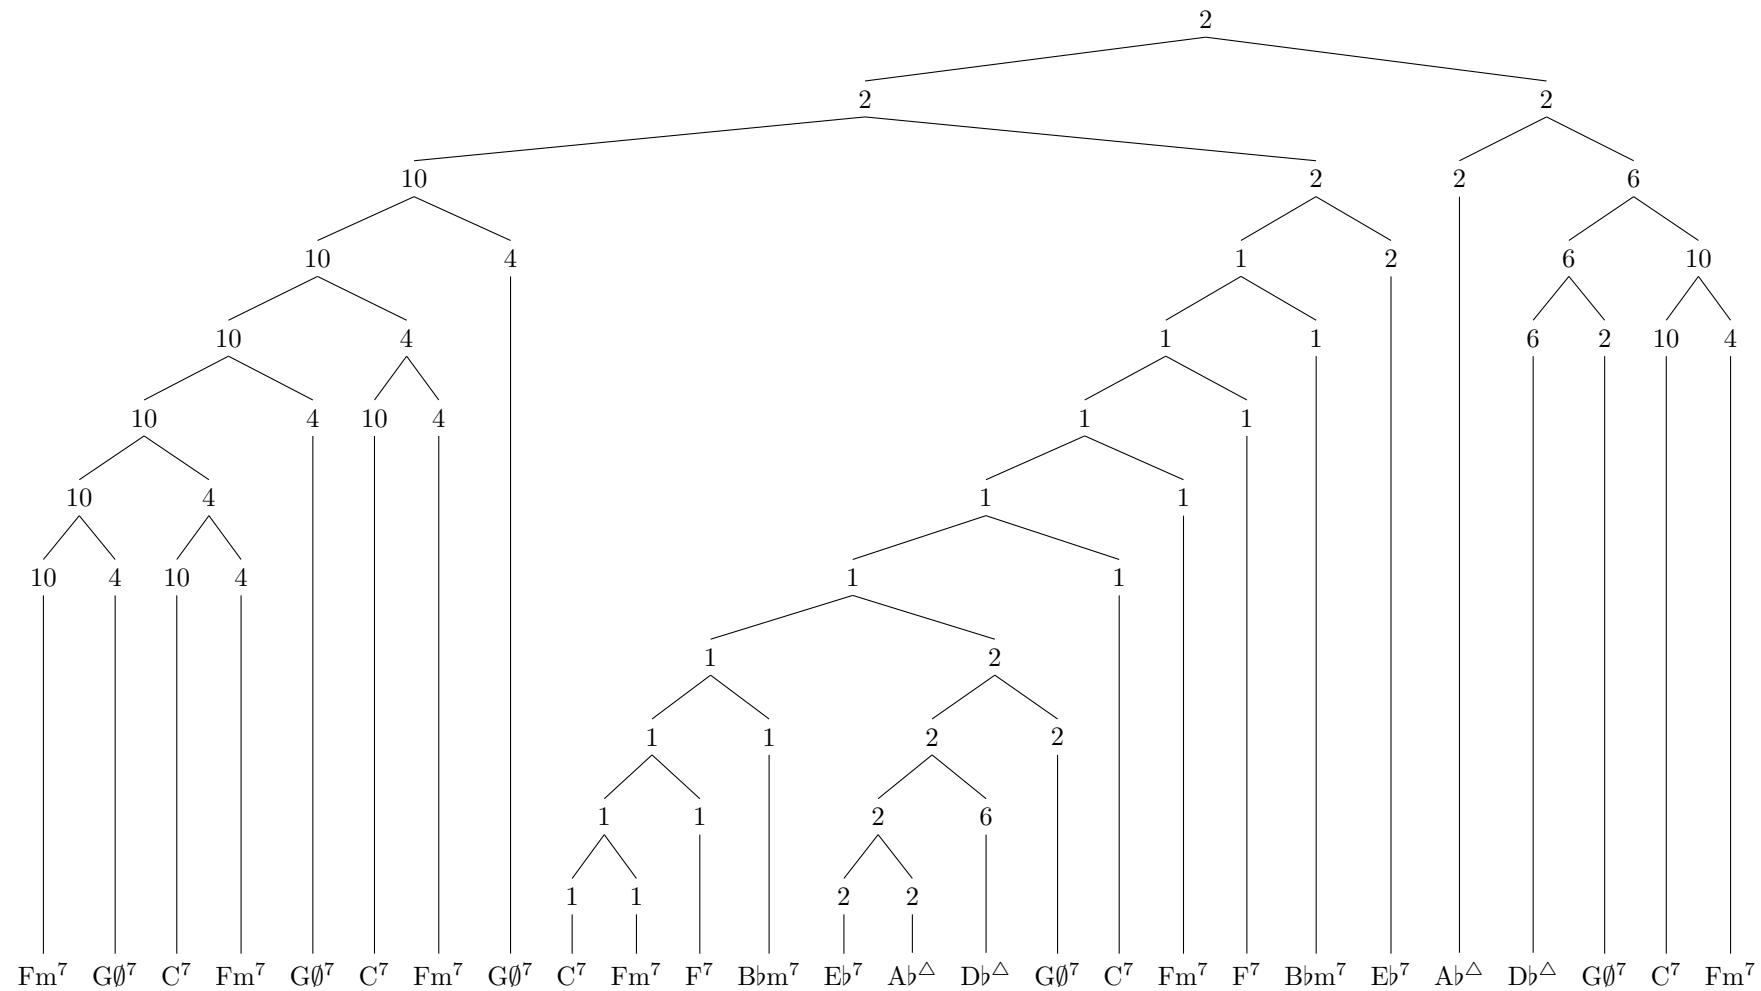 2
2 2
10 2 2 6
10 4 1 2 6 10
10 4 1 1 6 2 10 4
10 4 10 4 1 1
10 4 1 1
10 4 10 4 1 1
1 2
1 1 2 2
1 1 2 6
1 1 2 2
Fm⁷ G∅⁷ C⁷ Fm⁷ G∅⁷ C⁷ Fm⁷ G∅⁷ C⁷ Fm⁷ F⁷ B♭m⁷ E♭⁷ A♭△ D♭△ G∅⁷ C⁷ Fm⁷ F⁷ B♭m⁷ E♭⁷ A♭△ D♭△ G∅⁷ C⁷ Fm⁷